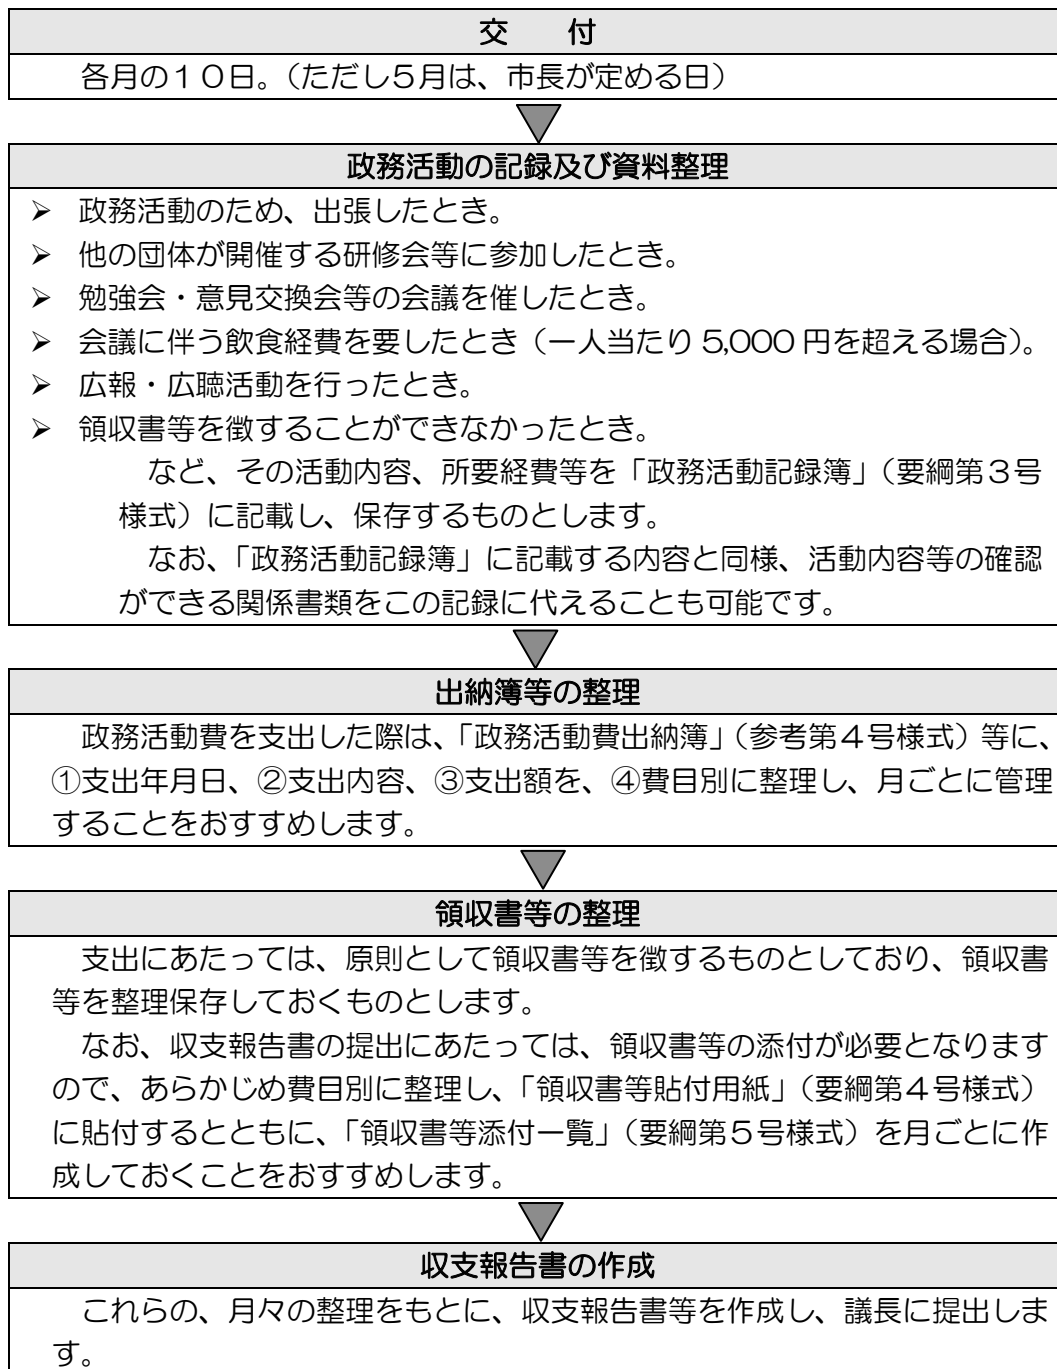 交　　付
各月の１０日。（ただし５月は、市長が定める日）
政務活動の記録及び資料整理
➢ 政務活動のため、出張したとき。
➢ 他の団体が開催する研修会等に参加したとき。
➢ 勉強会・意見交換会等の会議を催したとき。
➢ 会議に伴う飲食経費を要したとき（一人当たり 5,000 円を超える場合）。
➢ 広報・広聴活動を行ったとき。
➢ 領収書等を徴することができなかったとき。
など、その活動内容、所要経費等を「政務活動記録簿」（要綱第３号
様式）に記載し、保存するものとします。
なお、「政務活動記録簿」に記載する内容と同様、活動内容等の確認
ができる関係書類をこの記録に代えることも可能です。
出納簿等の整理
政務活動費を支出した際は、「政務活動費出納簿」（参考第４号様式）等に、
①支出年月日、②支出内容、③支出額を、④費目別に整理し、月ごとに管理
することをおすすめします。
領収書等の整理
支出にあたっては、原則として領収書等を徴するものとしており、領収書
等を整理保存しておくものとします。
なお、収支報告書の提出にあたっては、領収書等の添付が必要となります
ので、あらかじめ費目別に整理し、「領収書等貼付用紙」（要綱第４号様式）
に貼付するとともに、「領収書等添付一覧」（要綱第５号様式）を月ごとに作
成しておくことをおすすめします。
収支報告書の作成
これらの、月々の整理をもとに、収支報告書等を作成し、議長に提出しま
す。